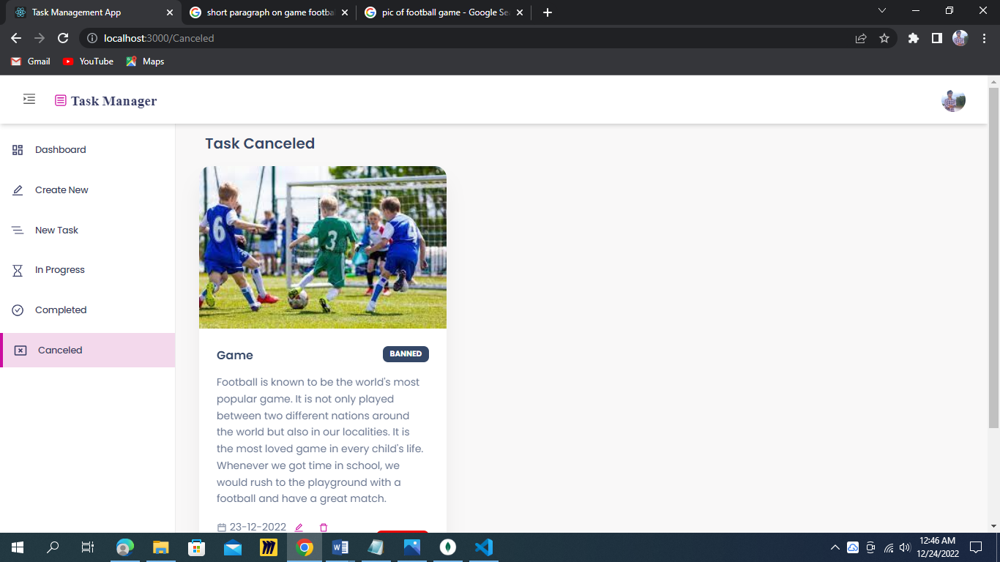 Task Management App
short paragraph on game footba
pic of football game - Google Se
localhost:3000/Canceled
Gmail
YouTube
Maps
Task Manager
Dashboard
Create New
New Task
In Progress
Completed
Canceled
Task Canceled
6
3
4
Game
BANNED
Football is known to be the world's most
popular game. It is not only played
between two different nations around
the world but also in our localities. It is
the most loved game in every child's life.
Whenever we got time in school, we
would rush to the playground with a
football and have a great match.
23-12-2022
12:46 AM
12/24/2022